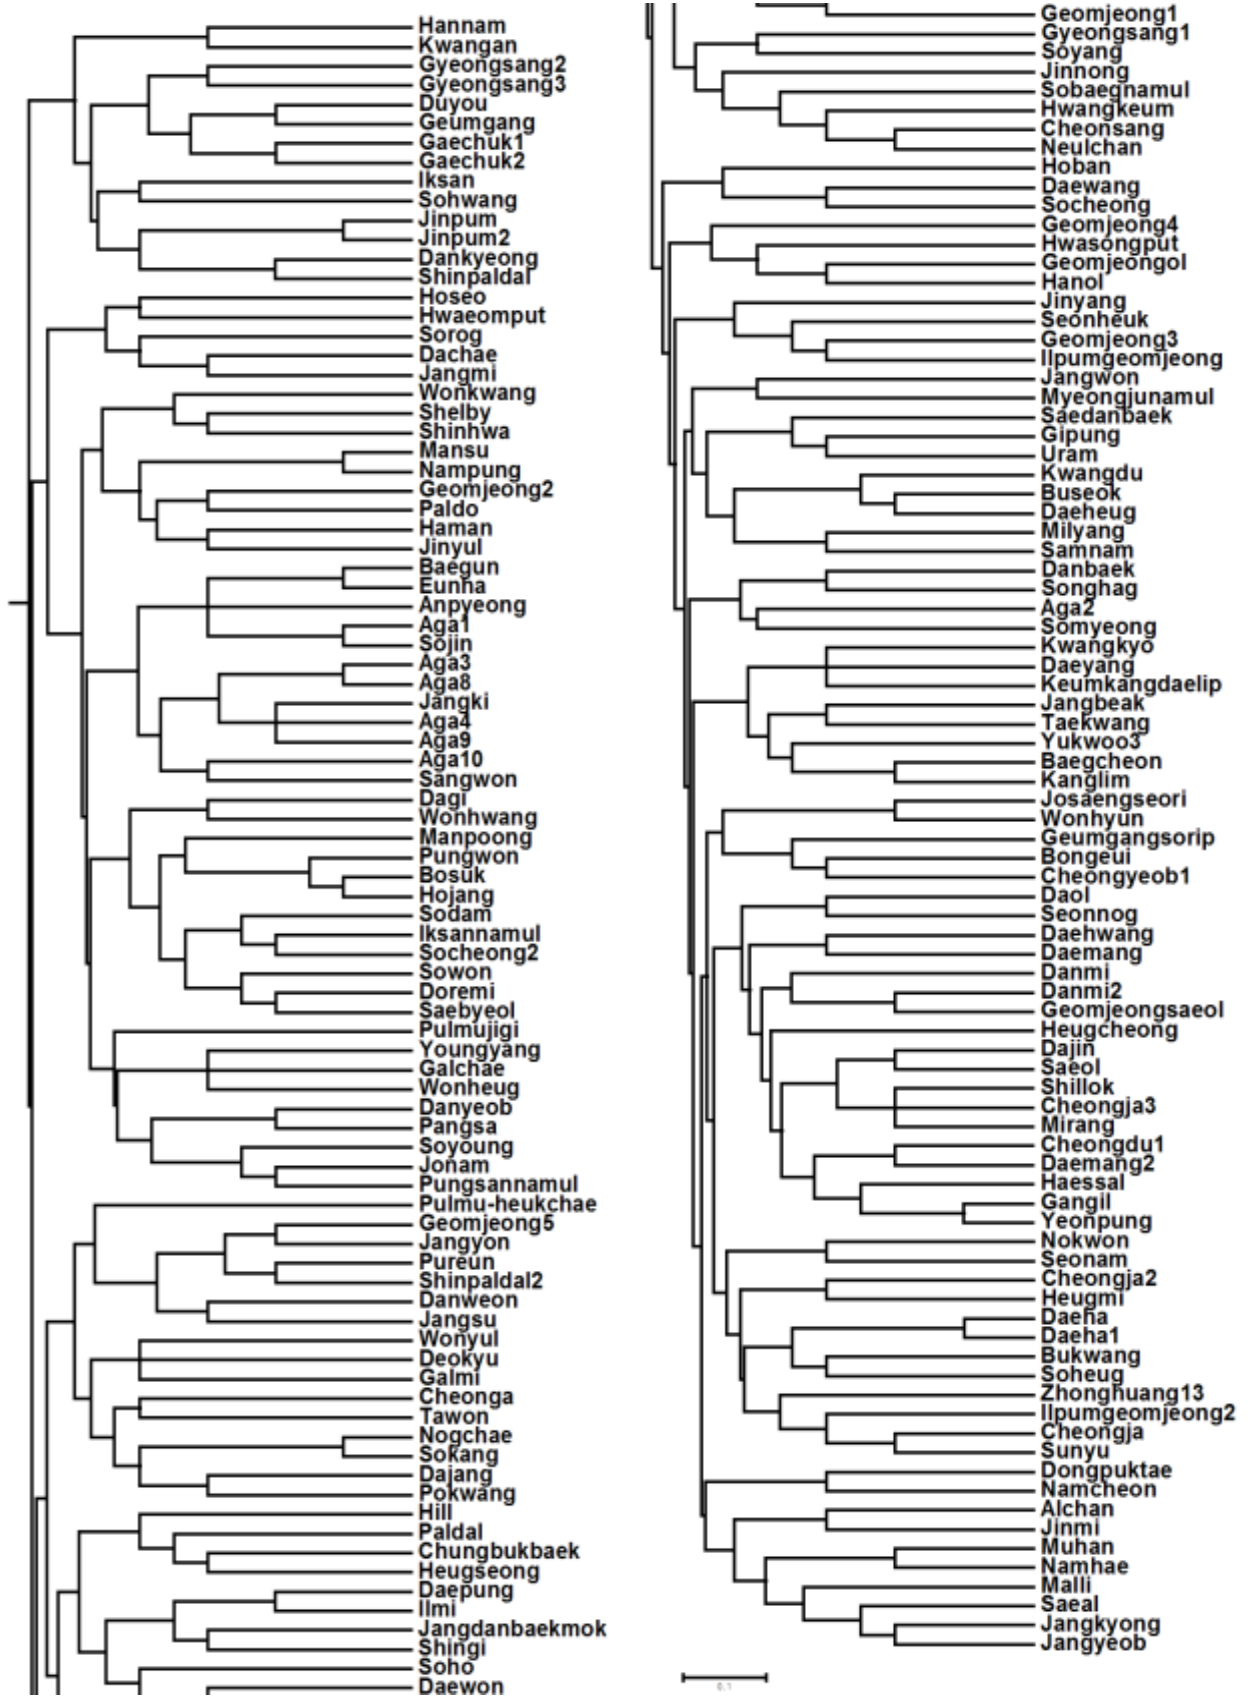 Hannam
Kwangan
Gyeongsang2
Gyeongsang3
Duyou
Geumgang
Gaechuk1
Gaechuk2
Iksan
Sohwang
Jinpum
Jinpum2
Dankyeong
Shinpaldal
Hoseo
Hwaeomput
Sorog
Dachae
Jangmi
Wonkwang
Shelby
Shinhwa
Mansu
Nampung
Geomjeong2
Paldo
Haman
Jinyul
Baegun
Eunha
Anpyeong
Aga1
Sojin
Aga3
Aga8
Jangki
Aga4
Aga9
Aga10
Sangwon
Dagi
Wonhwang
Manpoong
Pungwon
Bosuk
Hojang
Sodam
Iksannamul
Socheong2
Sowon
Doremi
Saebyeol
Pulmujigi
Youngyang
Galchae
Wonheug
Danyeob
Pangsa
Soyoung
Jonam
Pungsannamul
Pulmu-heukchae
Geomjeong5
Jangyon
Pureun
Shinpaldal2
Danweon
Jangsu
Wonyul
Deokyu
Galmi
Cheonga
Tawon
Nogchae
Sokang
Dajang
Pokwang
Hill
Paldal
Chungbukbaek
Heugseong
Daepung
Ilmi
Jangdanbaekmok
Shingi
Soho
Daewon
Geomjeong1
Gyeongsang1
Soyang
Jinnong
Sobaegnamul
Hwangkeum
Cheonsang
Neulchan
Hoban
Daewang
Socheong
Geomjeong4
Hwasongput
Geomjeongol
Hanol
Jinyang
Seonheuk
Geomjeong3
Ilpumgeomjeong
Jangwon
Myeongjunamul
Saedanbaek
Gipung
Uram
Kwangdu
Buseok
Daeheug
Milyang
Samnam
Danbaek
Songhag
Aga2
Somyeong
Kwangkyo
Daeyang
Keumkangdaelip
Jangbeak
Taekwang
Yukwoo3
Baegcheon
Kanglim
Josaengseori
Wonhyun
Geumgangsorip
Bongeui
Cheongyeob1
Daol
Seonnog
Daehwang
Daemang
Danmi
Danmi2
Geomjeongsaeol
Heugcheong
Dajin
Saeol
Shillok
Cheongja3
Mirang
Cheongdu1
Daemang2
Haessal
Gangil
Yeonpung
Nokwon
Seonam
Cheongja2
Heugmi
Daeha
Daeha1
Bukwang
Soheug
Zhonghuang13
Ilpumgeomjeong2
Cheongja
Sunyu
Dongpuktae
Namcheon
Alchan
Jinmi
Muhan
Namhae
Malli
Saeal
Jangkyong
Jangyeob
0.1